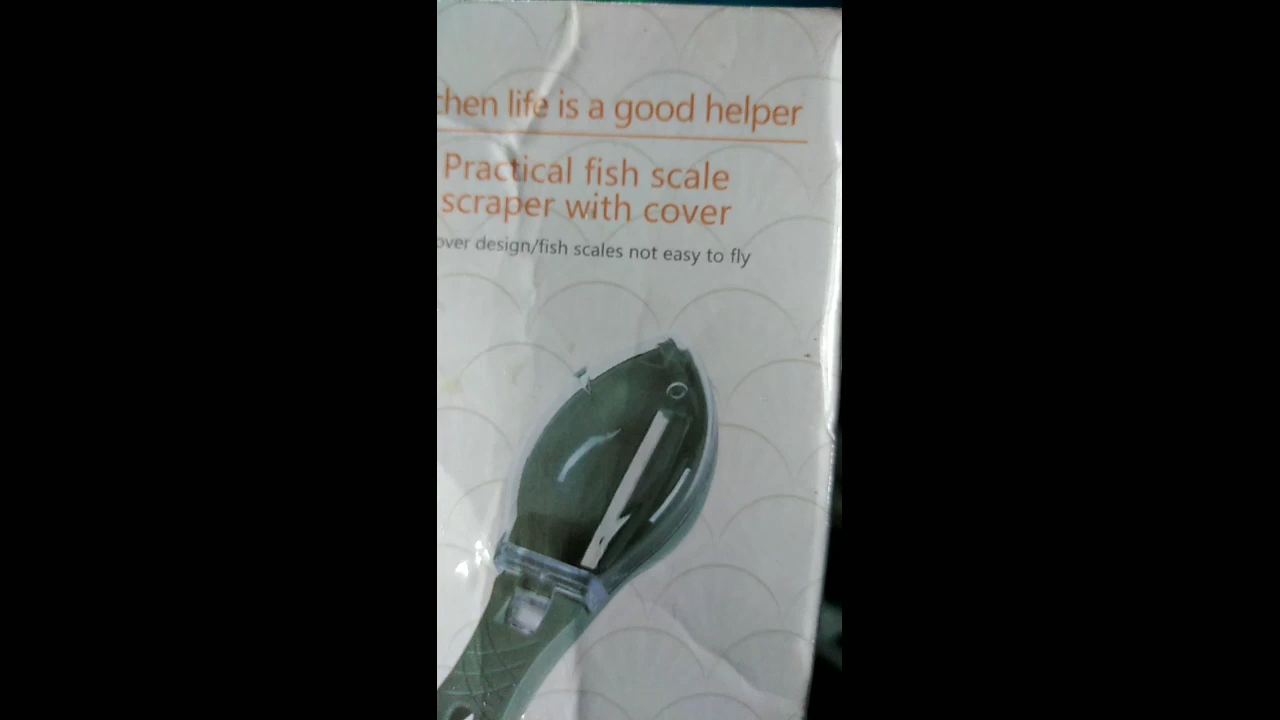 chen life is a good helper
Practical fish scale
scraper with cover
over design/fish scales not easy to fly